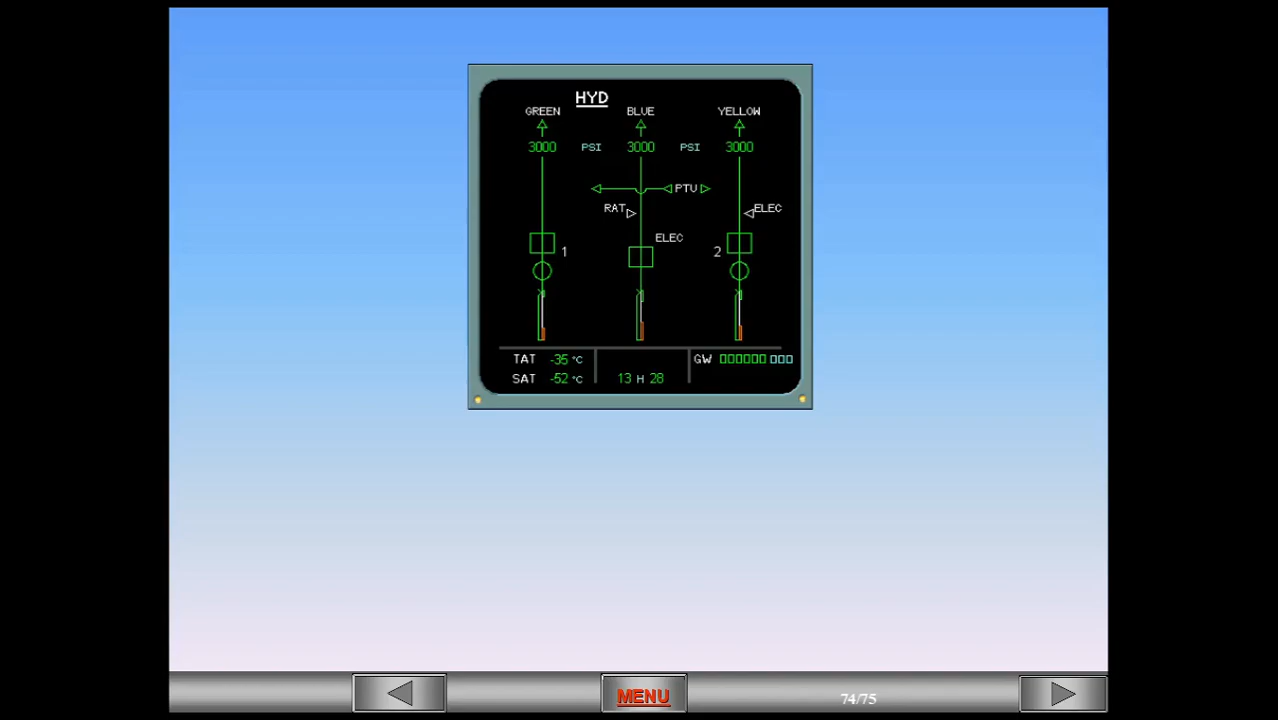 HYD
GREEN BLUE YELLOW
3000 PSI 3000 PSI 3000
PTU
RAT ELEC
ELEC
1 2
TAT -35 °C GW
SAT -52 °C 13 H 28
MENU 74/75